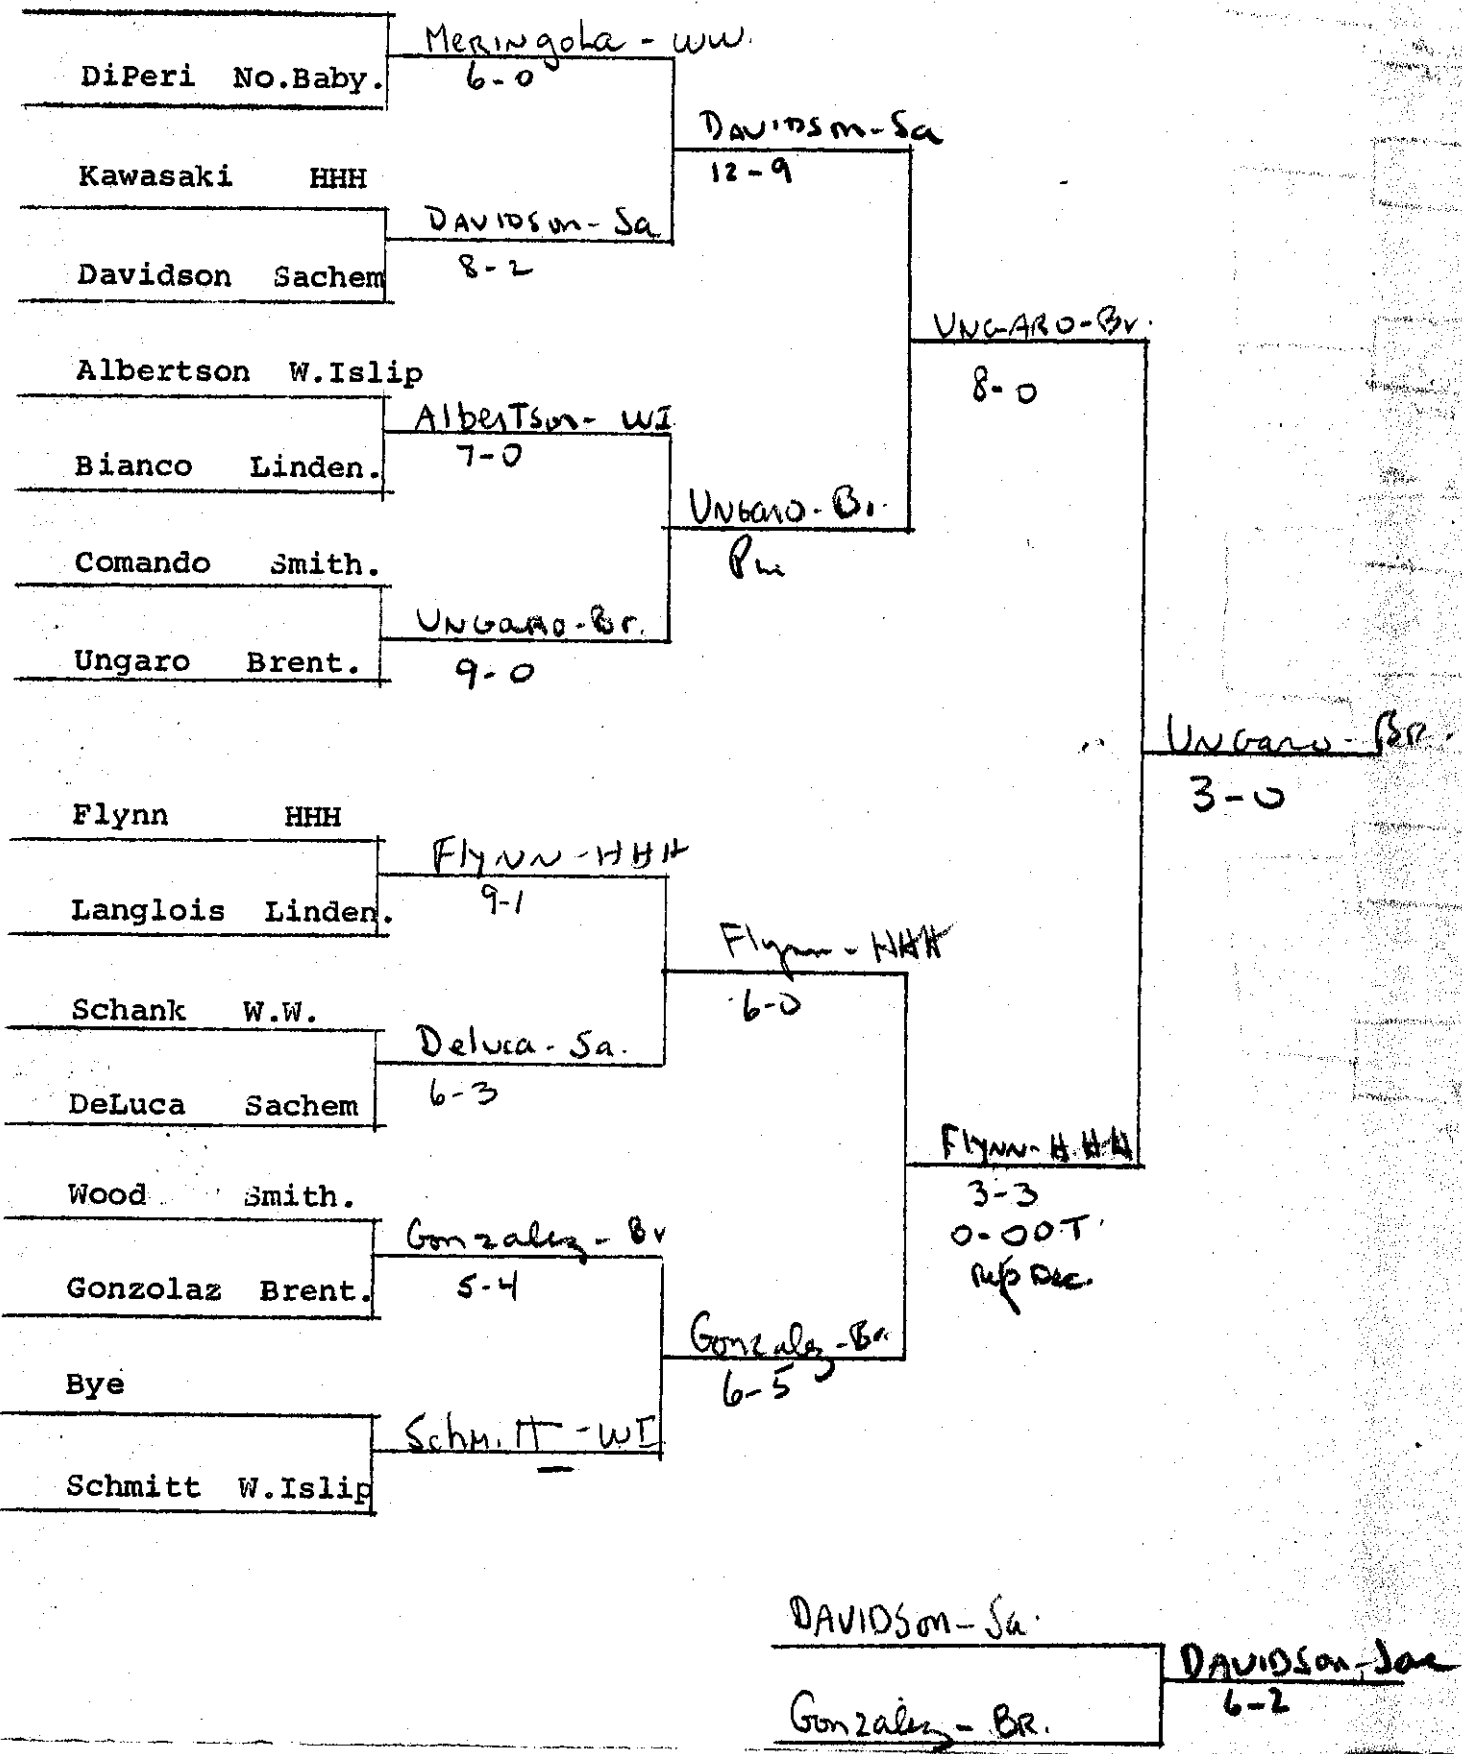 MERINgoLa - WW.
DiPeri No.Baby.
6-0
DAVIDSon-Sa
12-9
Kawasaki HHH
DAVIDSon-Sa
8-2
Davidson Sachem
UNGARO-Br.
8-0
Albertson W.Islip
AlbeRTSon- WI
7-0
Bianco Linden.
UNGaRO-Br.
Pin
Comando Smith.
UNGaRO-Br.
9-0
Ungaro Brent.
UNGaro-BR.
3-0
Flynn HHH
FlyNN-HHH
9-1
Langlois Linden.
Flynn-HHH
6-0
Schank W.W.
Deluca-Sa.
6-3
DeLuca Sachem
FlyNN-H.H.H
3-3
0-0 OT
Ref Dec.
Wood Smith.
Gonzalez-Br
5-4
Gonzolaz Brent.
Gonzalez-Br.
6-5
Bye
SchmiTT-WI
Schmitt W.Islip
DAVIDSon-Sa.
DAVIDSon-Sac
6-2
Gonzalez-BR.